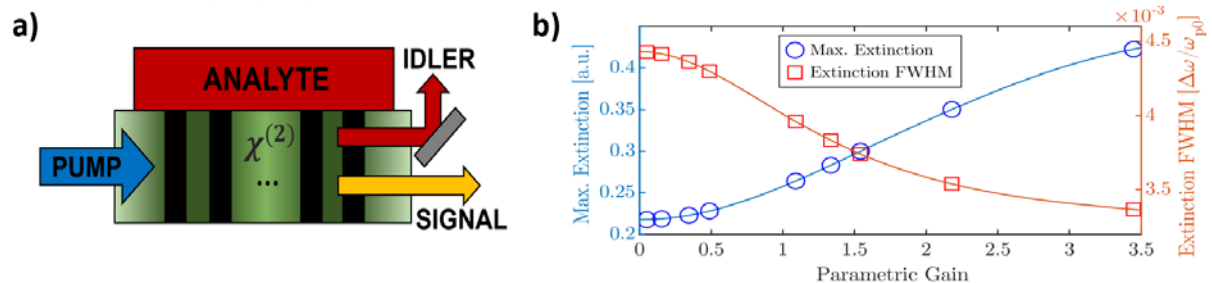 a)
ANALYTE
IDLER
PUMP
χ(2)
...
SIGNAL
b)
× 10⁻³
Max. Extinction [a.u.]
0.4
0.35
0.3
0.25
0.2
Max. Extinction
Extinction FWHM
4.5
4
3.5
Extinction FWHM [Δω/ωp0]
0 0.5 1 1.5 2 2.5 3 3.5
Parametric Gain